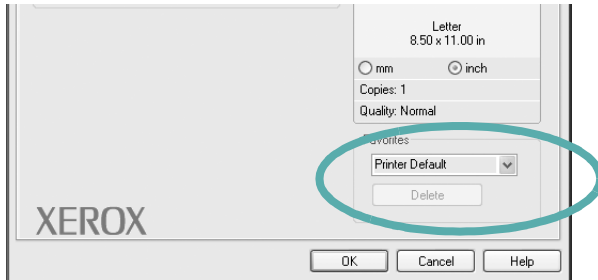 Letter
8.50 x 11.00 in
mm inch
Copies: 1
Quality: Normal
Favorites
Printer Default
Delete
XEROX
OK Cancel Help